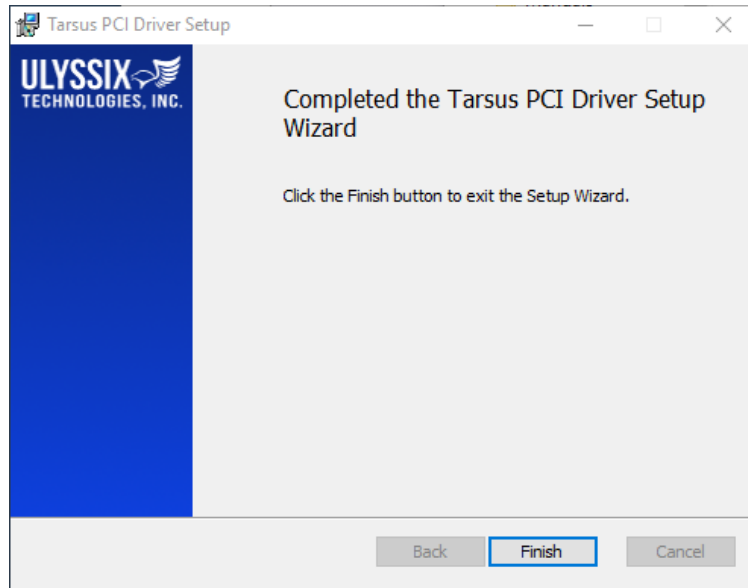 Tarsus PCI Driver Setup
ULYSSIX
TECHNOLOGIES, INC.
Completed the Tarsus PCI Driver Setup
Wizard
Click the Finish button to exit the Setup Wizard.
Back
Finish
Cancel